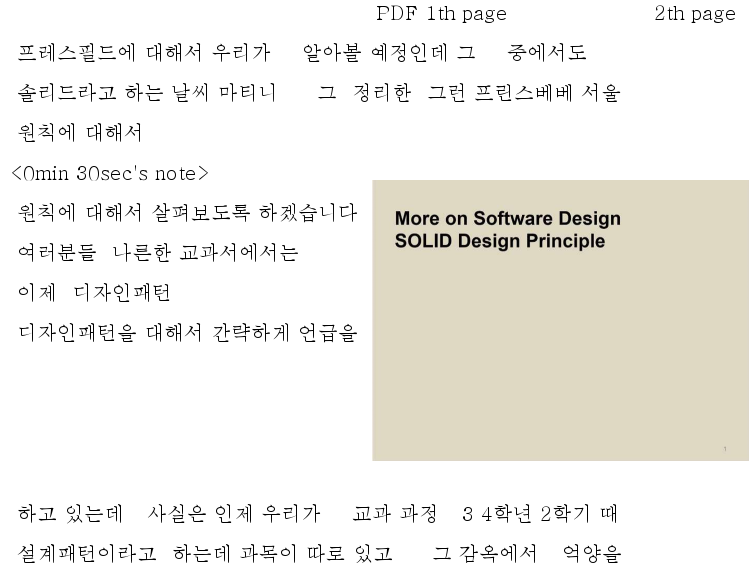 PDF 1th page 2th page
프레스필드에 대해서 우리가 알아볼 예정인데 그 중에서도
솔리드라고 하는 날씨 마티니 그 정리한 그런 프린스베베 서울
원칙에 대해서
<0min 30sec's note>
원칙에 대해서 살펴보도록 하겠습니다
여러분들 나른한 교과서에서는
이제 디자인패턴
디자인패턴을 대해서 간략하게 언급을
More on Software Design
SOLID Design Principle
1
하고 있는데 사실은 인제 우리가 교과 과정 3 4학년 2학기 때
설계패턴이라고 하는데 과목이 따로 있고 그 감옥에서 억양을